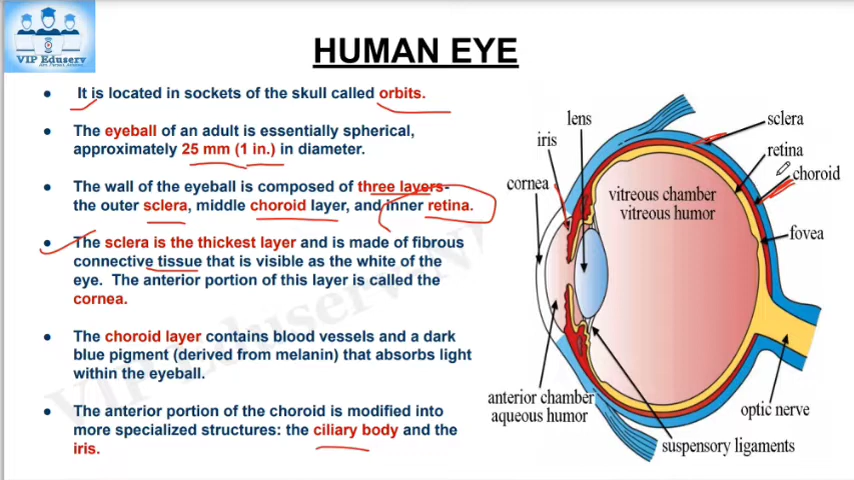 VIP Eduserv
HUMAN EYE
It is located in sockets of the skull called orbits.
The eyeball of an adult is essentially spherical,
approximately 25 mm (1 in.) in diameter.
The wall of the eyeball is composed of three layers-
the outer sclera, middle choroid layer, and inner retina.
The sclera is the thickest layer and is made of fibrous
connective tissue that is visible as the white of the
eye. The anterior portion of this layer is called the
cornea.
The choroid layer contains blood vessels and a dark
blue pigment (derived from melanin) that absorbs light
within the eyeball.
The anterior portion of the choroid is modified into
more specialized structures: the ciliary body and the
iris.
lens
iris
cornea
sclera
retina
choroid
fovea
vitreous chamber
vitreous humor
anterior chamber
aqueous humor
optic nerve
suspensory ligaments
VIP Eduserv